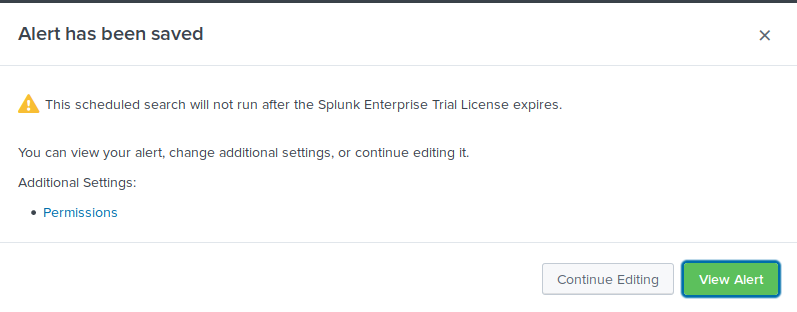 Alert has been saved
This scheduled search will not run after the Splunk Enterprise Trial License expires.
You can view your alert, change additional settings, or continue editing it.
Additional Settings:
• Permissions
Continue Editing View Alert